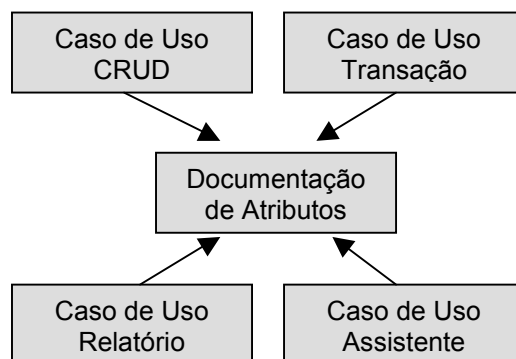 Caso de Uso
CRUD
Caso de Uso
Transação
Documentação
de Atributos
Caso de Uso
Relatório
Caso de Uso
Assistente